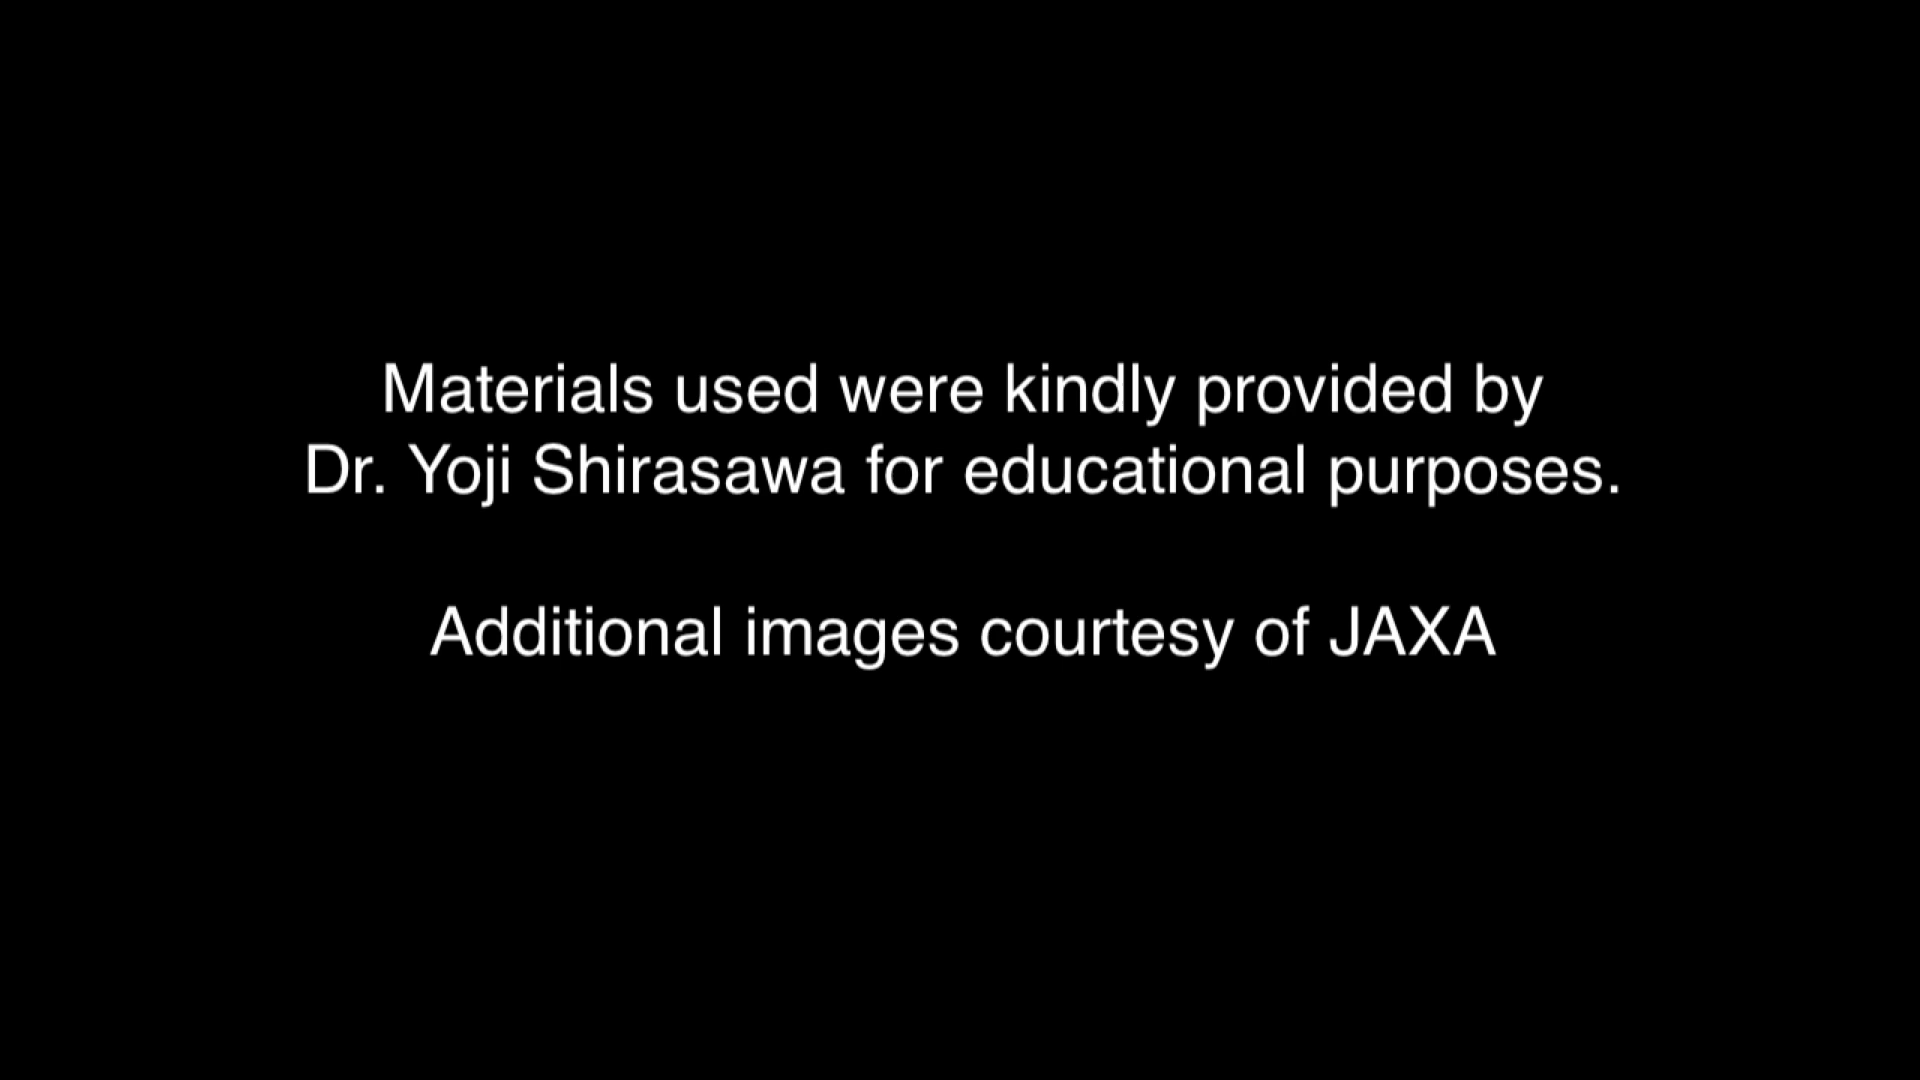 Materials used were kindly provided by
Dr. Yoji Shirasawa for educational purposes.
Additional images courtesy of JAXA